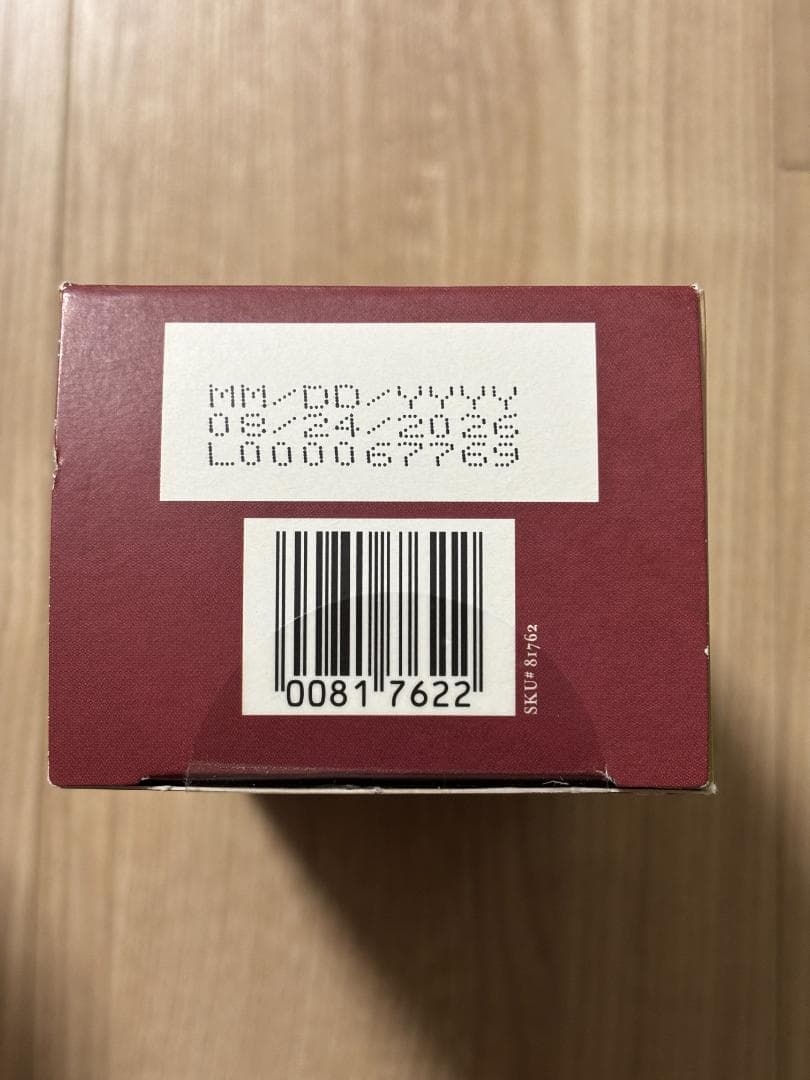 MM/DD/YYYY
08/24/2026
L000067769
0081 7622
SKU# 81762